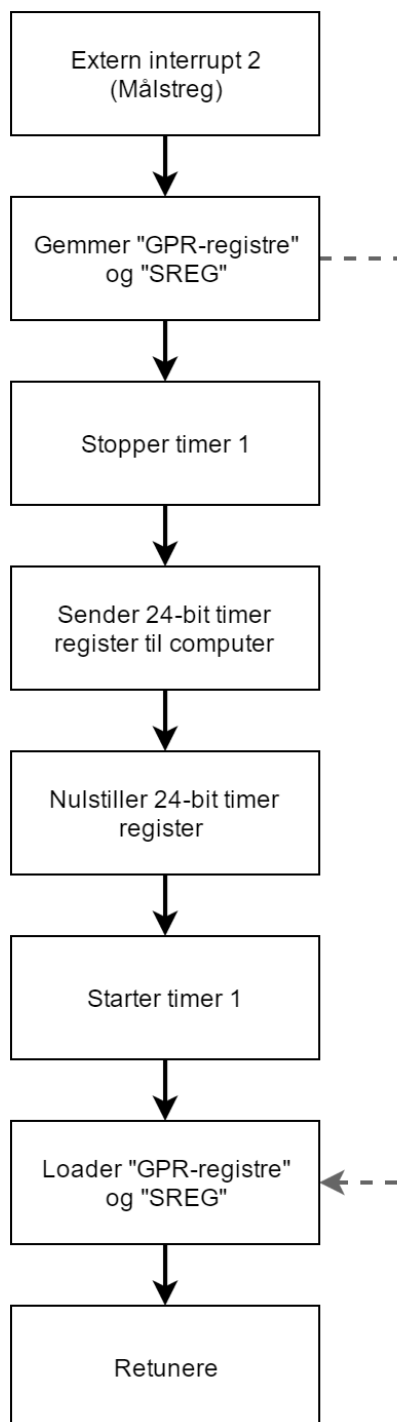 Extern interrupt 2
(Målstreg)
Gemmer "GPR-registre"
og "SREG"
Stopper timer 1
Sender 24-bit timer
register til computer
Nulstiller 24-bit timer
register
Starter timer 1
Loader "GPR-registre"
og "SREG"
Retunere